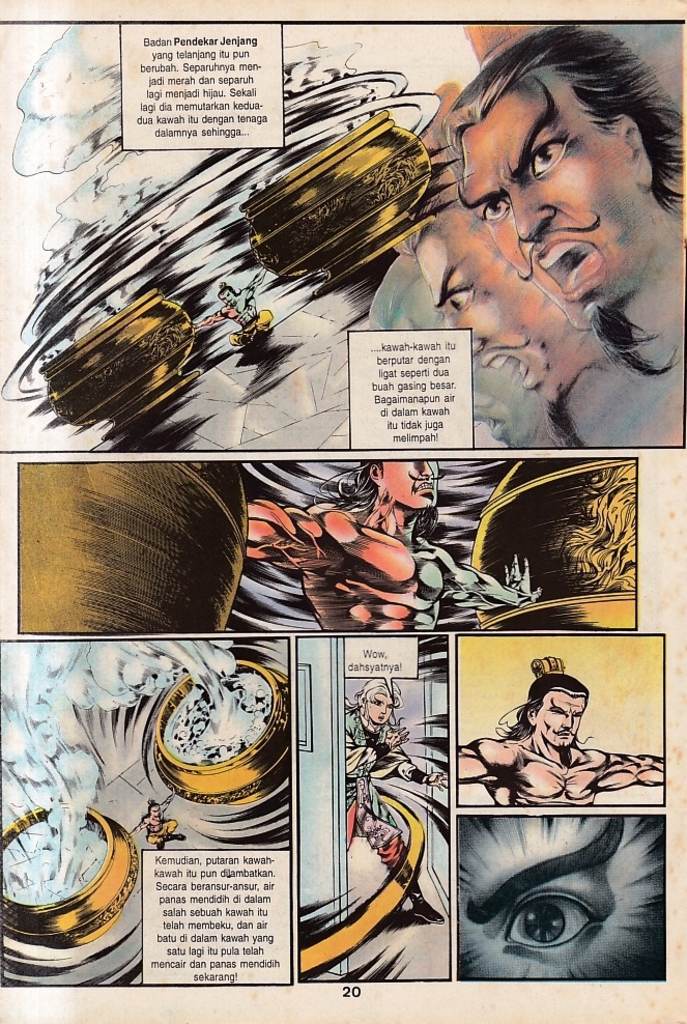 Badan Pendekar Jenjang
yang telanjang itu pun
berubah. Separuhnya men-
jadi merah dan separuh
lagi menjadi hijau. Sekali
lagi dia memutarkan kedua-
dua kawah itu dengan tenaga
dalamnya sehingga...
....kawah-kawah itu
berputar dengan
ligat seperti dua
buah gasing besar.
Bagaimanapun air
di dalam kawah
itu tidak juga
melimpah!
Kemudian, putaran kawah-
kawah itu pun dilambatkan.
Secara beransur-ansur, air
panas mendidih di dalam
salah sebuah kawah itu
telah membeku, dan air
batu di dalam kawah yang
satu lagi itu pula telah
mencair dan panas mendidih
sekarang!
Wow,
dahsyatnya!
20